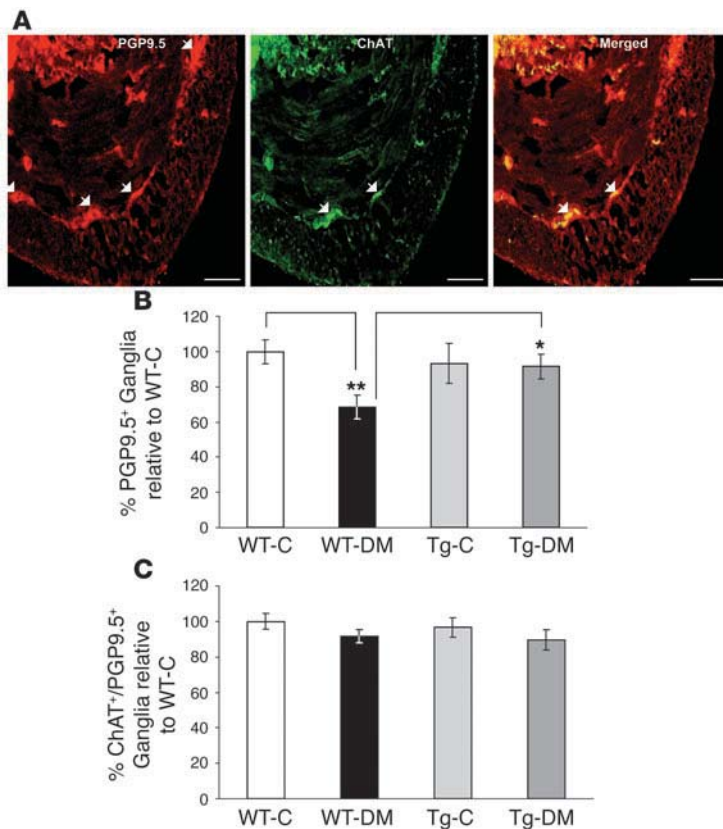 A
PGP9.5
ChAT
Merged
B
% PGP9.5⁺ Ganglia
relative to WT-C
120
100
80
60
40
20
0
**
*
WT-C WT-DM Tg-C Tg-DM
C
% ChAT⁺/PGP9.5⁺
Ganglia relative
to WT-C
120
100
80
60
40
20
0
WT-C WT-DM Tg-C Tg-DM